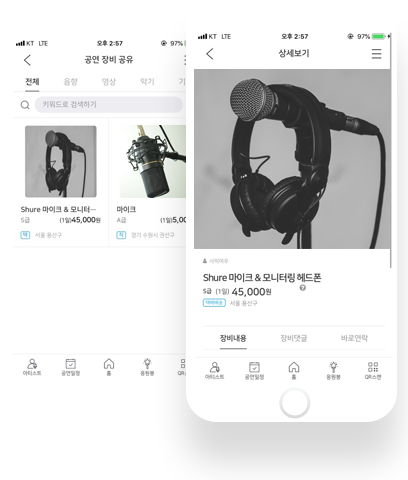 KT LTE 오후 2:57 97%
공연 장비 공유
전체 음향 영상 악기
키워드로 검색하기
Shure 마이크 & 모니터…
S급 (1일)45,000원
택 서울 용산구
마이크
A급 (1일)5,00
직 경기 수원시 권선구
아티스트 공연일정 홈 응원봉 QR스
KT LTE 오후 2:57 97%
상세보기
Shure 마이크 & 모니터링 헤드폰
S급 (1일) 45,000원
서울 용산구
장비내용 장비댓글 바로연락
아티스트 공연일정 홈 응원봉 QR스캔